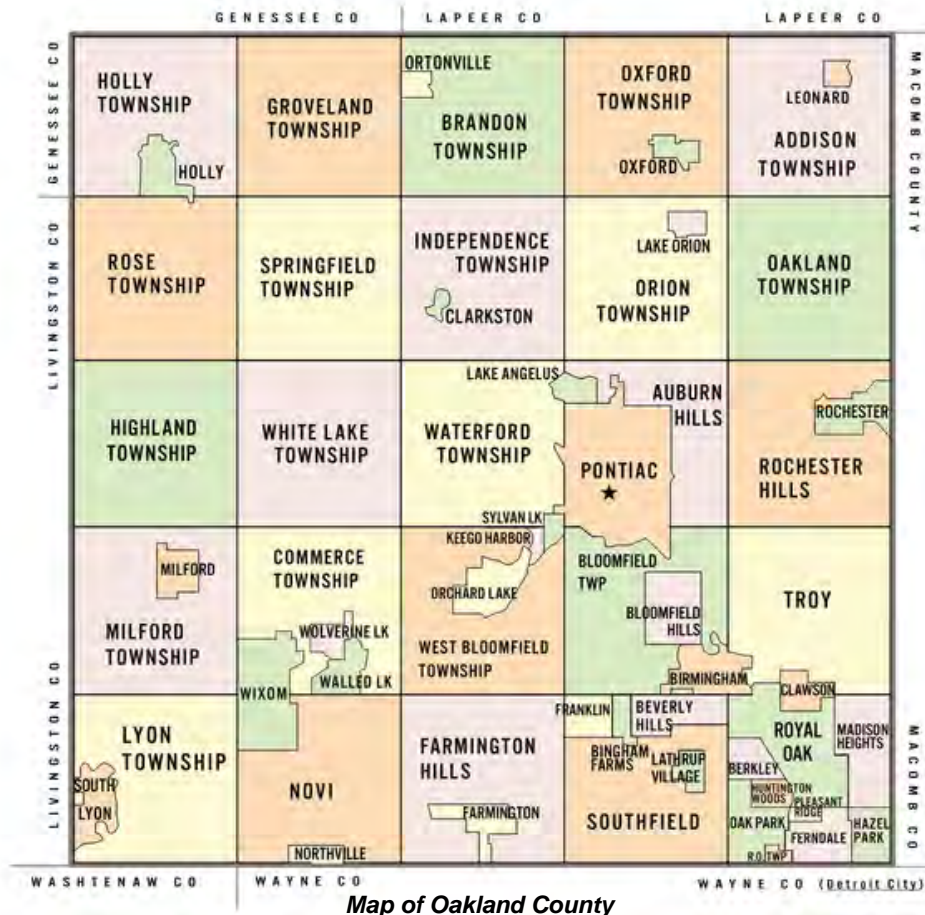 GENESSEE CO
LAPEER CO
LAPEER CO
GENESSEE CO
MACOMB COUNTY
HOLLY
TOWNSHIP
HOLLY
GROVELAND
TOWNSHIP
ORTONVILLE
BRANDON
TOWNSHIP
OXFORD
TOWNSHIP
OXFORD
LEONARD
ADDISON
TOWNSHIP
LIVINGSTON CO
ROSE
TOWNSHIP
SPRINGFIELD
TOWNSHIP
INDEPENDENCE
TOWNSHIP
CLARKSTON
LAKE ORION
ORION
TOWNSHIP
OAKLAND
TOWNSHIP
HIGHLAND
TOWNSHIP
WHITE LAKE
TOWNSHIP
LAKE ANGELUS
WATERFORD
TOWNSHIP
SYLVAN LK
PONTIAC
AUBURN
HILLS
ROCHESTER
ROCHESTER
HILLS
MILFORD
MILFORD
TOWNSHIP
COMMERCE
TOWNSHIP
WOLVERINE LK
WALLED LK
WIXOM
KEEGO HARBOR
ORCHARD LAKE
WEST BLOOMFIELD
TOWNSHIP
BLOOMFIELD
TWP
BLOOMFIELD
HILLS
BIRMINGHAM
TROY
CLAWSON
LIVINGSTON CO
LYON
TOWNSHIP
SOUTH
LYON
NOVI
NORTHVILLE
FARMINGTON
HILLS
FARMINGTON
FRANKLIN
BINGHAM
FARMS
BEVERLY
HILLS
LATHRUP
VILLAGE
SOUTHFIELD
ROYAL
OAK
MADISON
HEIGHTS
BERKLEY
HUNTINGTON
WOODS
PLEASANT
RIDGE
OAK PARK
FERNDALE
HAZEL
PARK
R.O. TWP
MACOMB CO
WASHTENAW CO
WAYNE CO
WAYNE CO (Detroit City)
Map of Oakland County